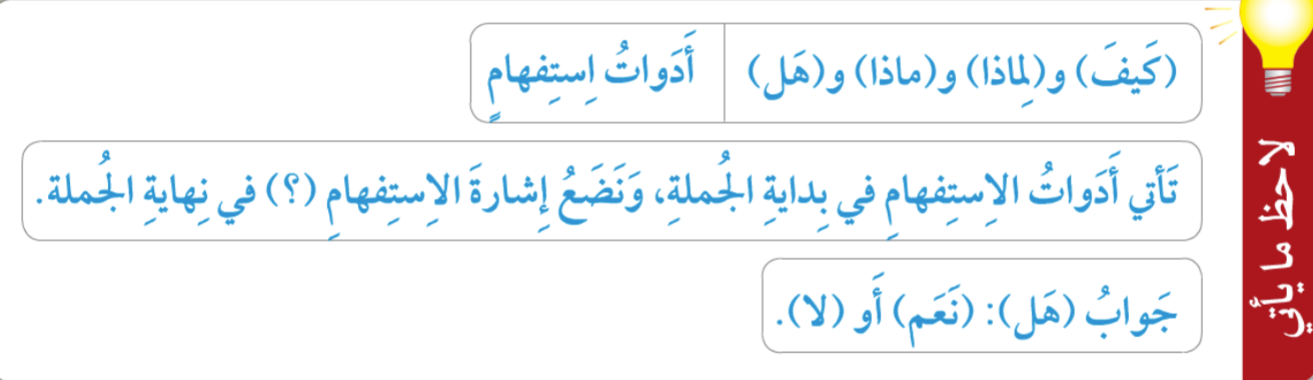 لاحظ ما يأتي
(كَيفَ) و(لِماذا) و(ماذا) و(هَل) أَدَواتُ اِستِفهامٍ
تَأتي أَدَواتُ الاِستِفهامِ في بِدايةِ الجُملةِ، وَنَضَعُ إِشارةَ الاِستِفهامِ (؟) في نِهايةِ الجُملة.
جَوابُ (هَل): (نَعَم) أَو (لا).